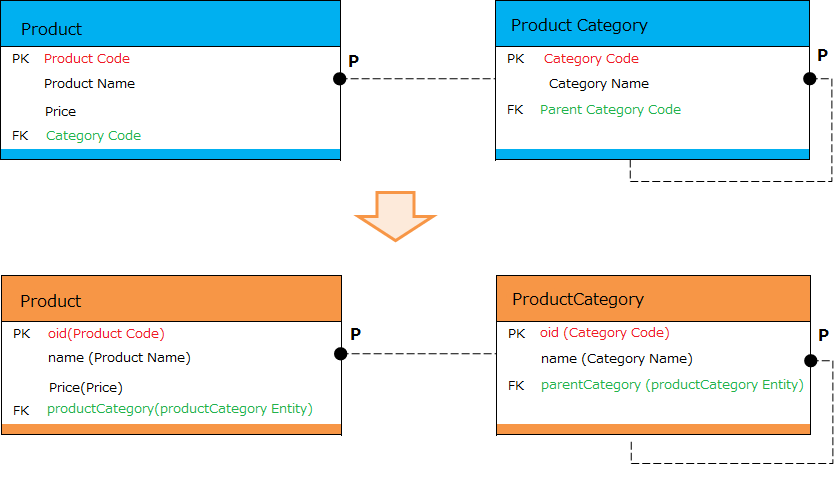 Product
PK Product Code
Product Name
Price
FK Category Code
P
Product Category
PK Category Code
Category Name
FK Parent Category Code
P
Product
PK oid(Product Code)
name (Product Name)
Price(Price)
FK productCategory(productCategory Entity)
P
ProductCategory
PK oid (Category Code)
name (Category Name)
FK parentCategory (productCategory Entity)
P